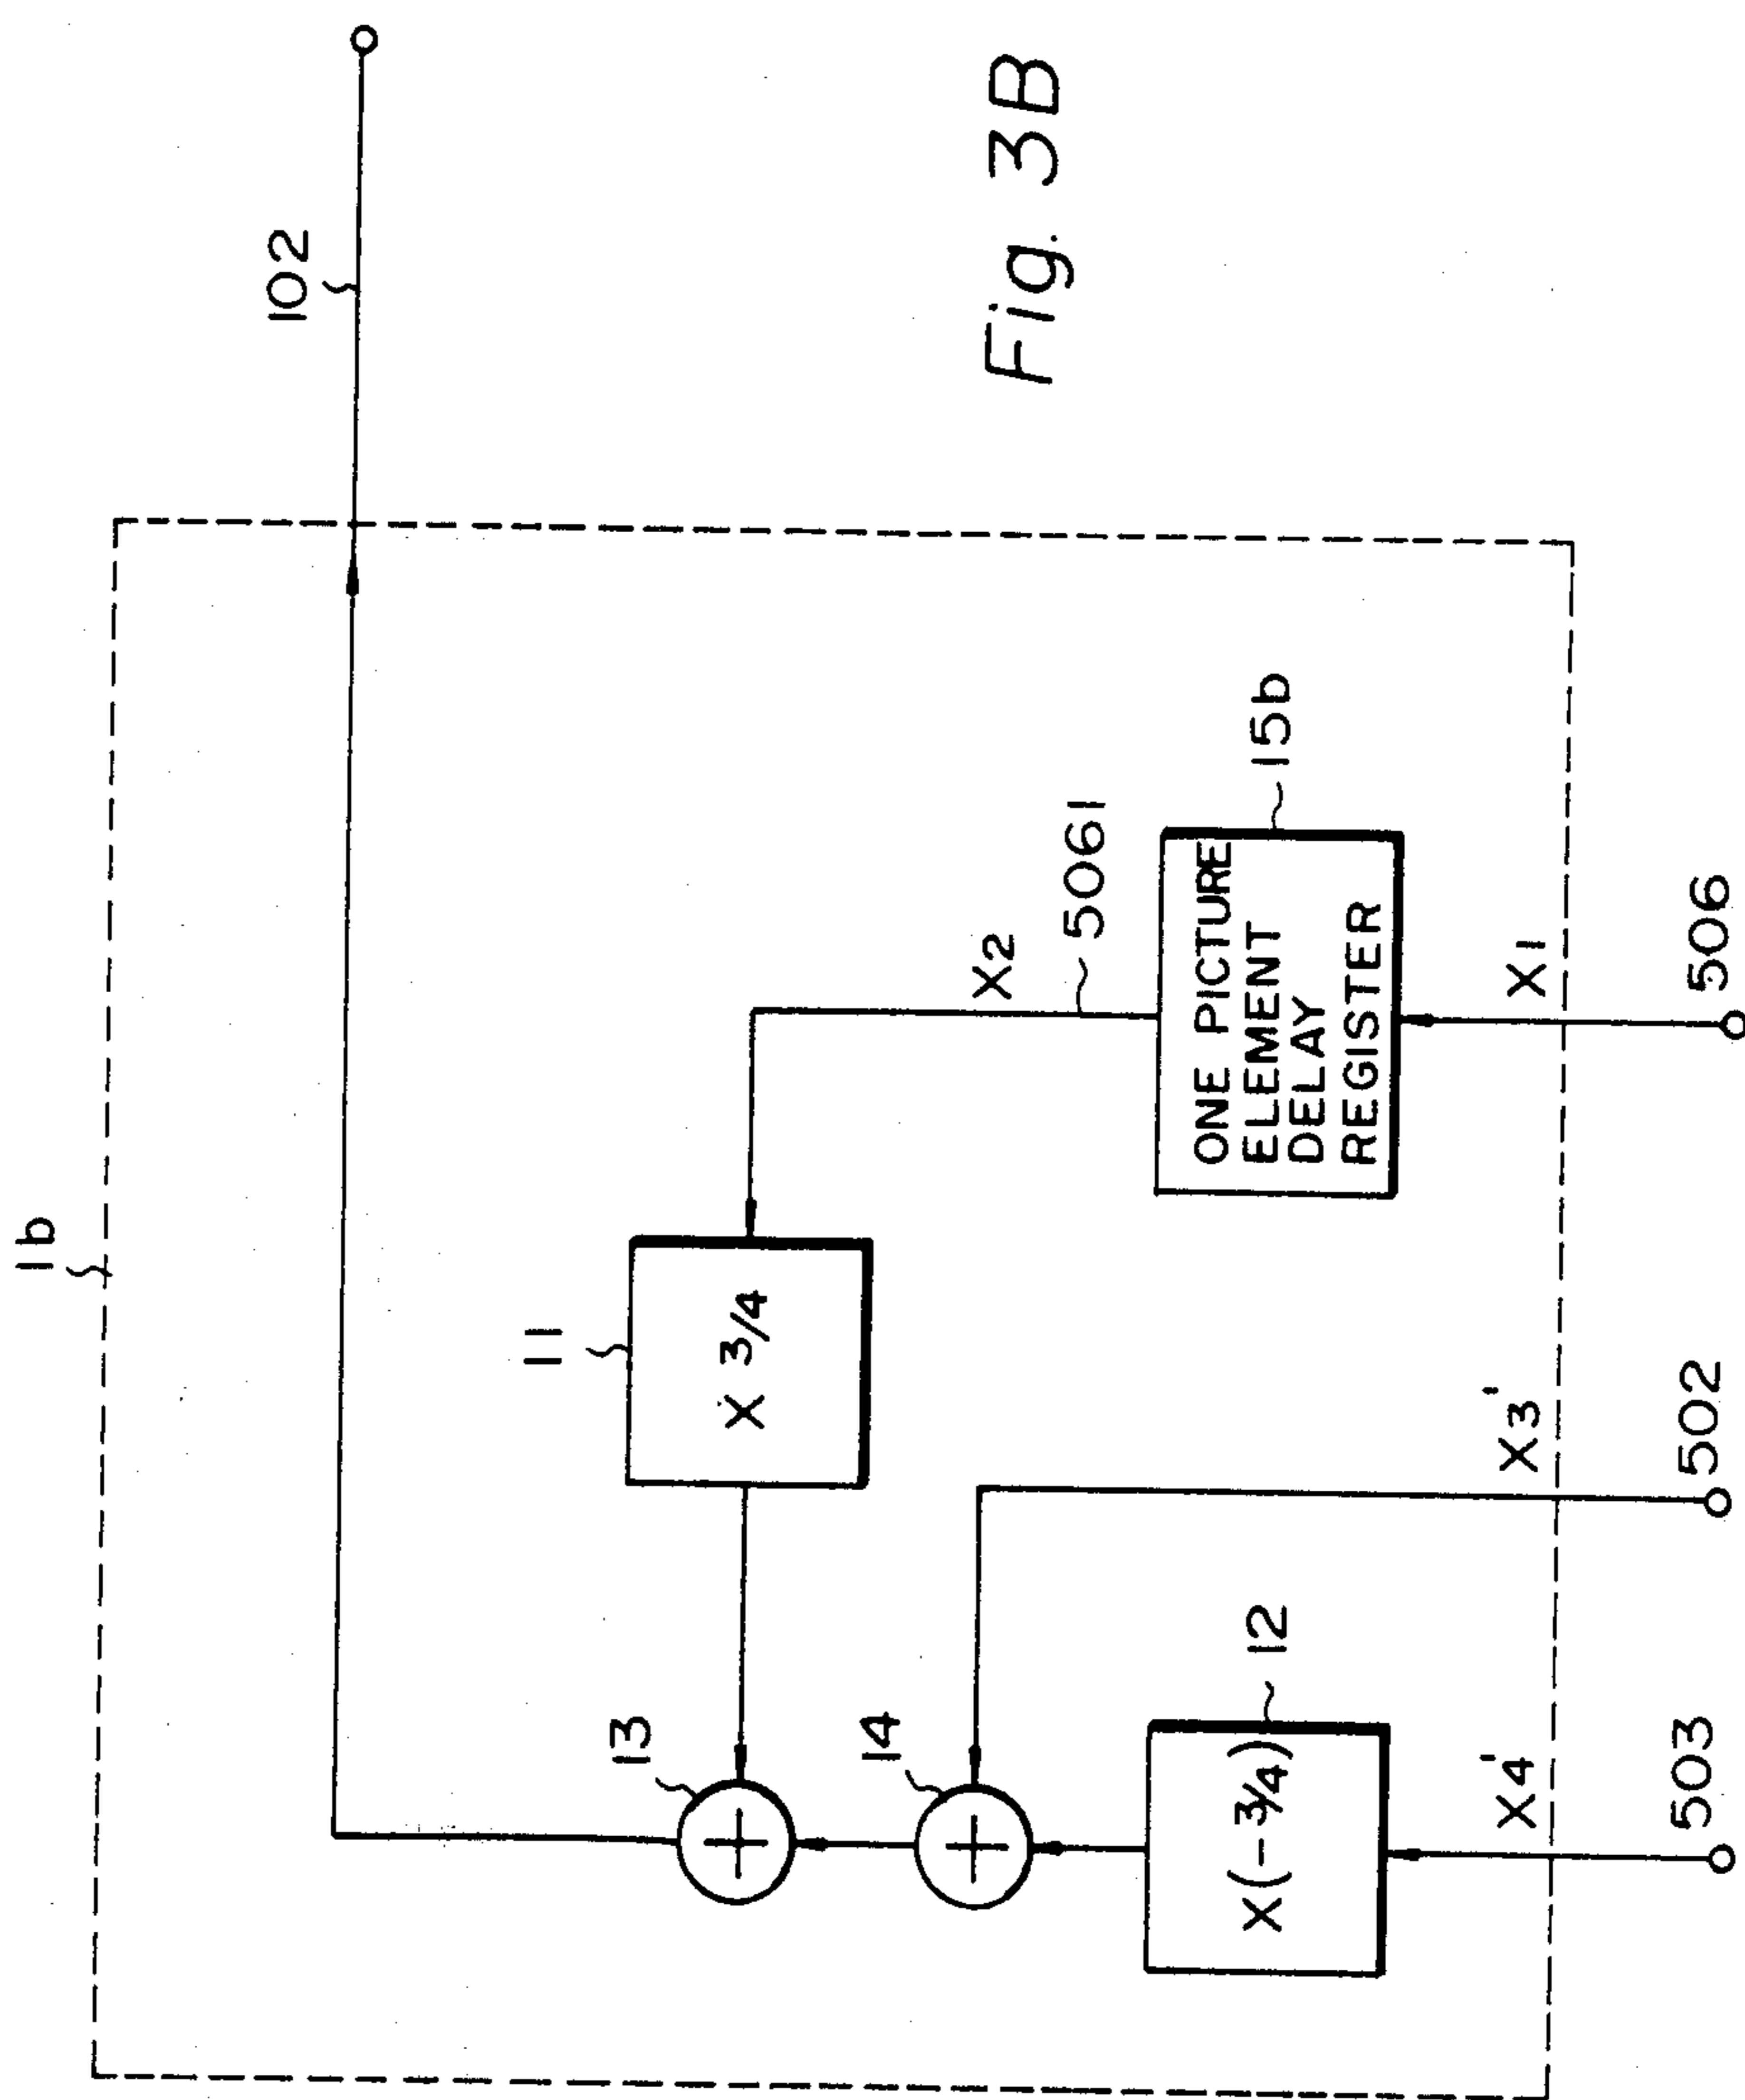 1b
102
11
X 3/4
13
14
X2
5061
15b
ONE PICTURE
ELEMENT
DELAY
REGISTER
12
X(-3/4)
X4'
X3'
X1
503
502
506
Fig. 3B